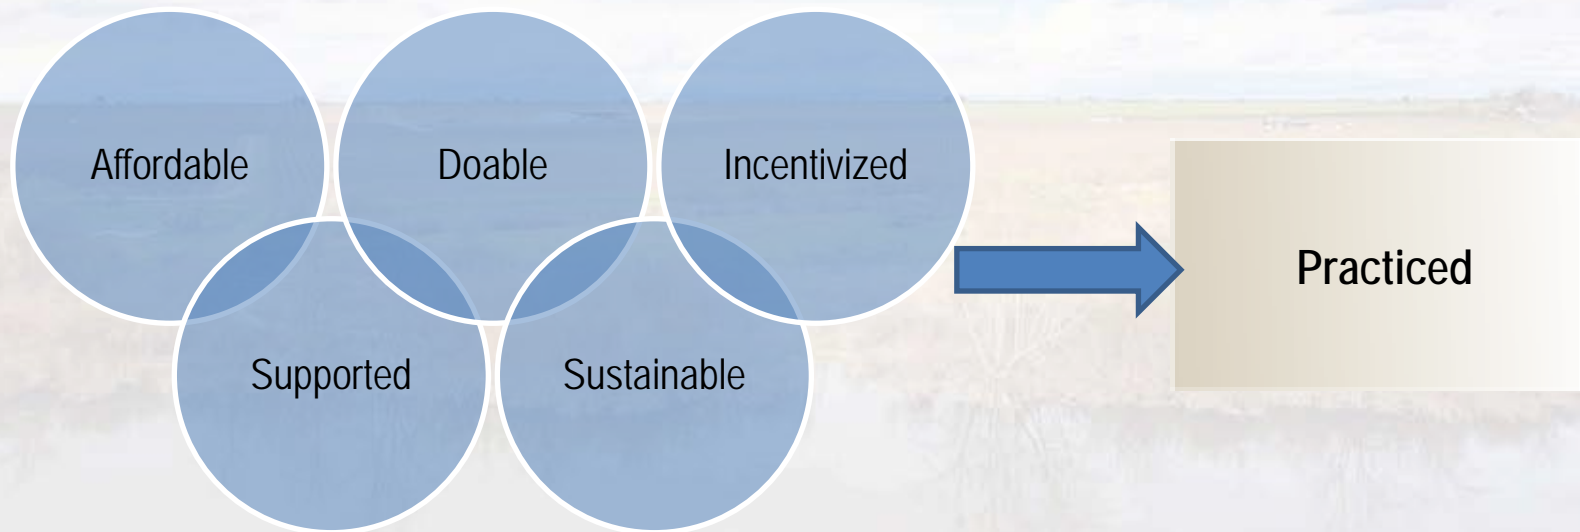 Affordable
Doable
Incentivized
Supported
Sustainable
Practiced